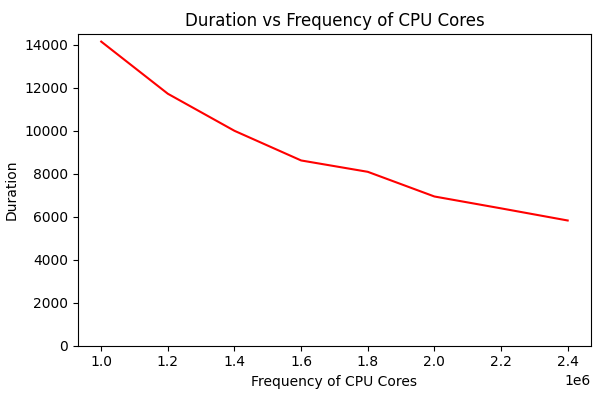 Duration vs Frequency of CPU Cores
14000
12000
10000
8000
6000
4000
2000
0
Duration
1.0 1.2 1.4 1.6 1.8 2.0 2.2 2.4
1e6
Frequency of CPU Cores